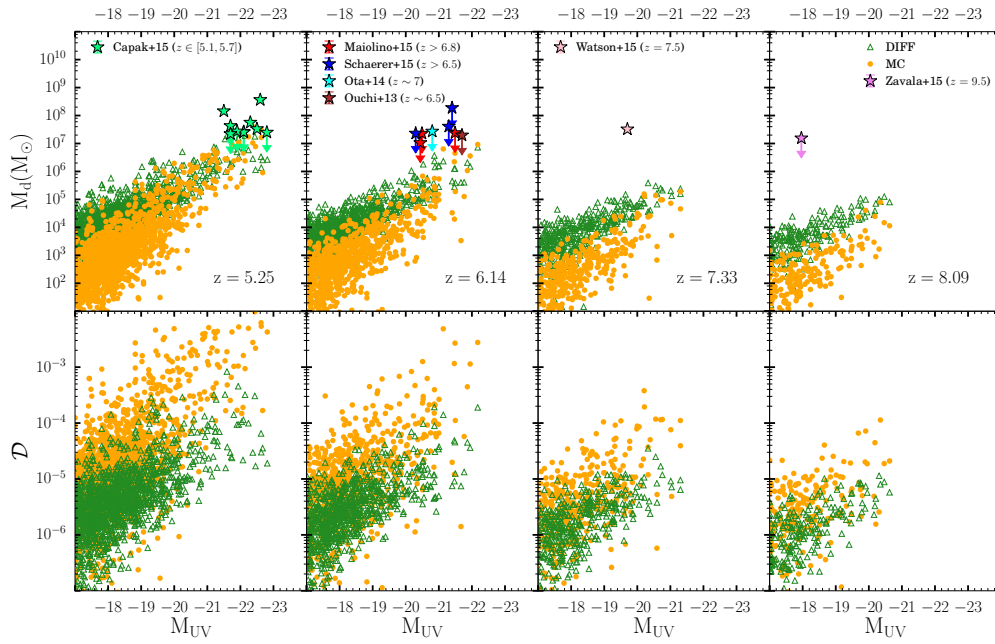 −18 −19 −20 −21 −22 −23 −18 −19 −20 −21 −22 −23 −18 −19 −20 −21 −22 −23 −18 −19 −20 −21 −22 −23
10^10
10^9
10^8
10^7
10^6
10^5
10^4
10^3
10^2
M_d(M_⊙)
Capak+15 (z ∈ [5.1, 5.7])
z = 5.25
Maiolino+15 (z > 6.8)
Schaerer+15 (z > 6.5)
Ota+14 (z ∼ 7)
Ouchi+13 (z ∼ 6.5)
z = 6.14
Watson+15 (z = 7.5)
z = 7.33
DIFF
MC
Zavala+15 (z = 9.5)
z = 8.09
10^−3
10^−4
10^−5
10^−6
𝒟
−18 −19 −20 −21 −22 −23 −18 −19 −20 −21 −22 −23 −18 −19 −20 −21 −22 −23 −18 −19 −20 −21 −22 −23
M_UV M_UV M_UV M_UV